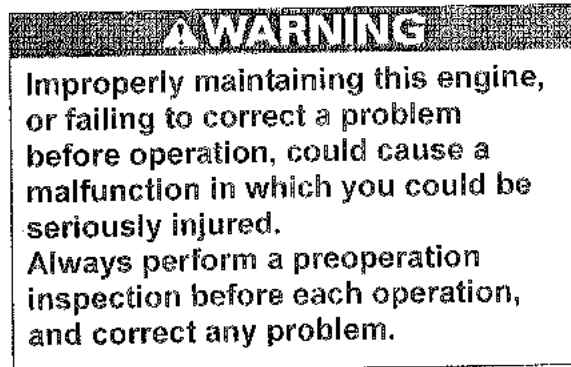 ⚠WARNING
Improperly maintaining this engine,
or failing to correct a problem
before operation, could cause a
malfunction in which you could be
seriously injured.
Always perform a preoperation
inspection before each operation,
and correct any problem.